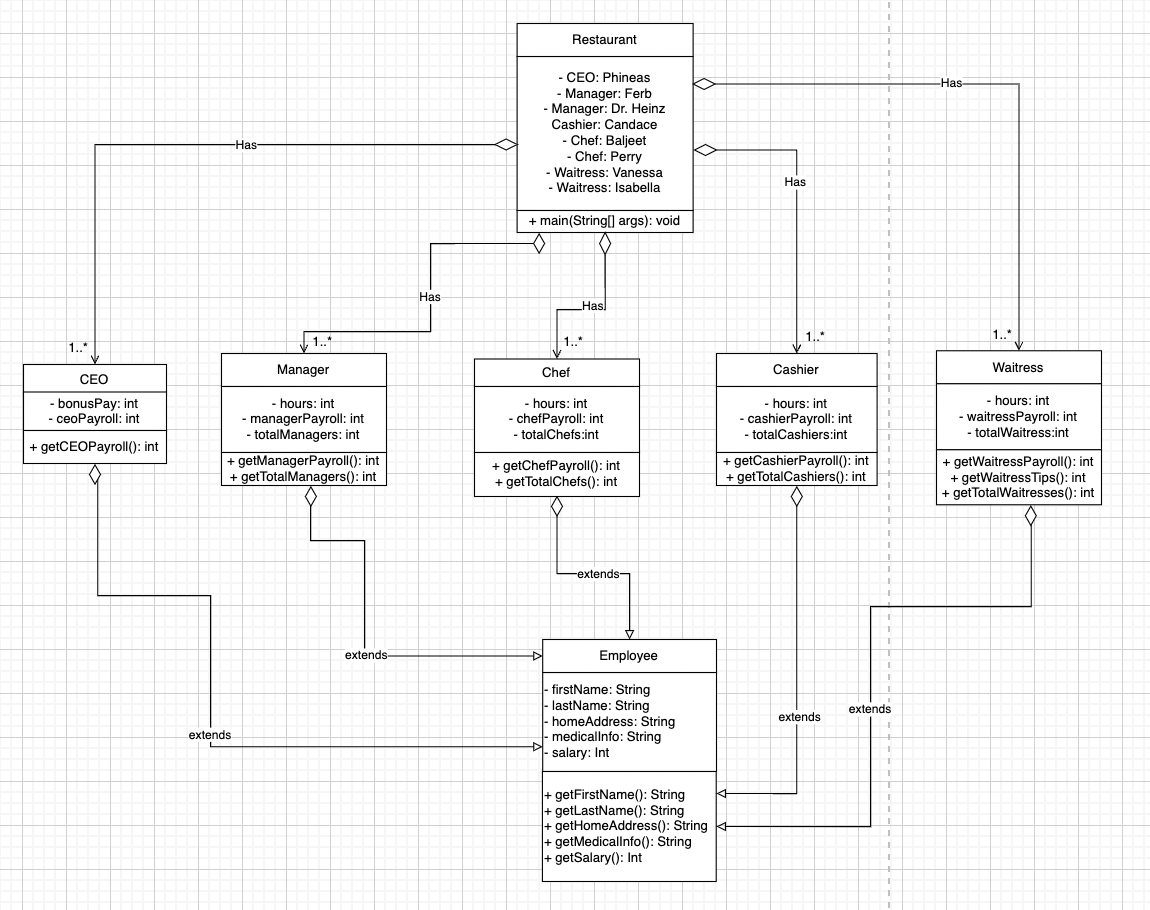 Restaurant
- CEO: Phineas
- Manager: Ferb
- Manager: Dr. Heinz
Cashier: Candace
- Chef: Baljeet
- Chef: Perry
- Waitress: Vanessa
- Waitress: Isabella
+ main(String[] args): void
Has
Has
Has
Has
Has
1..*
1..*
1..*
1..*
1..*
CEO
- bonusPay: int
- ceoPayroll: int
+ getCEOPayroll(): int
Manager
- hours: int
- managerPayroll: int
- totalManagers: int
+ getManagerPayroll(): int
+ getTotalManagers(): int
Chef
- hours: int
- chefPayroll: int
- totalChefs:int
+ getChefPayroll(): int
+ getTotalChefs(): int
Cashier
- hours: int
- cashierPayroll: int
- totalCashiers:int
+ getCashierPayroll(): int
+ getTotalCashiers(): int
Waitress
- hours: int
- waitressPayroll: int
- totalWaitress:int
+ getWaitressPayroll(): int
+ getWaitressTips(): int
+ getTotalWaitresses(): int
extends
extends
extends
extends
extends
Employee
- firstName: String
- lastName: String
- homeAddress: String
- medicalInfo: String
- salary: Int
+ getFirstName(): String
+ getLastName(): String
+ getHomeAddress(): String
+ getMedicalInfo(): String
+ getSalary(): Int